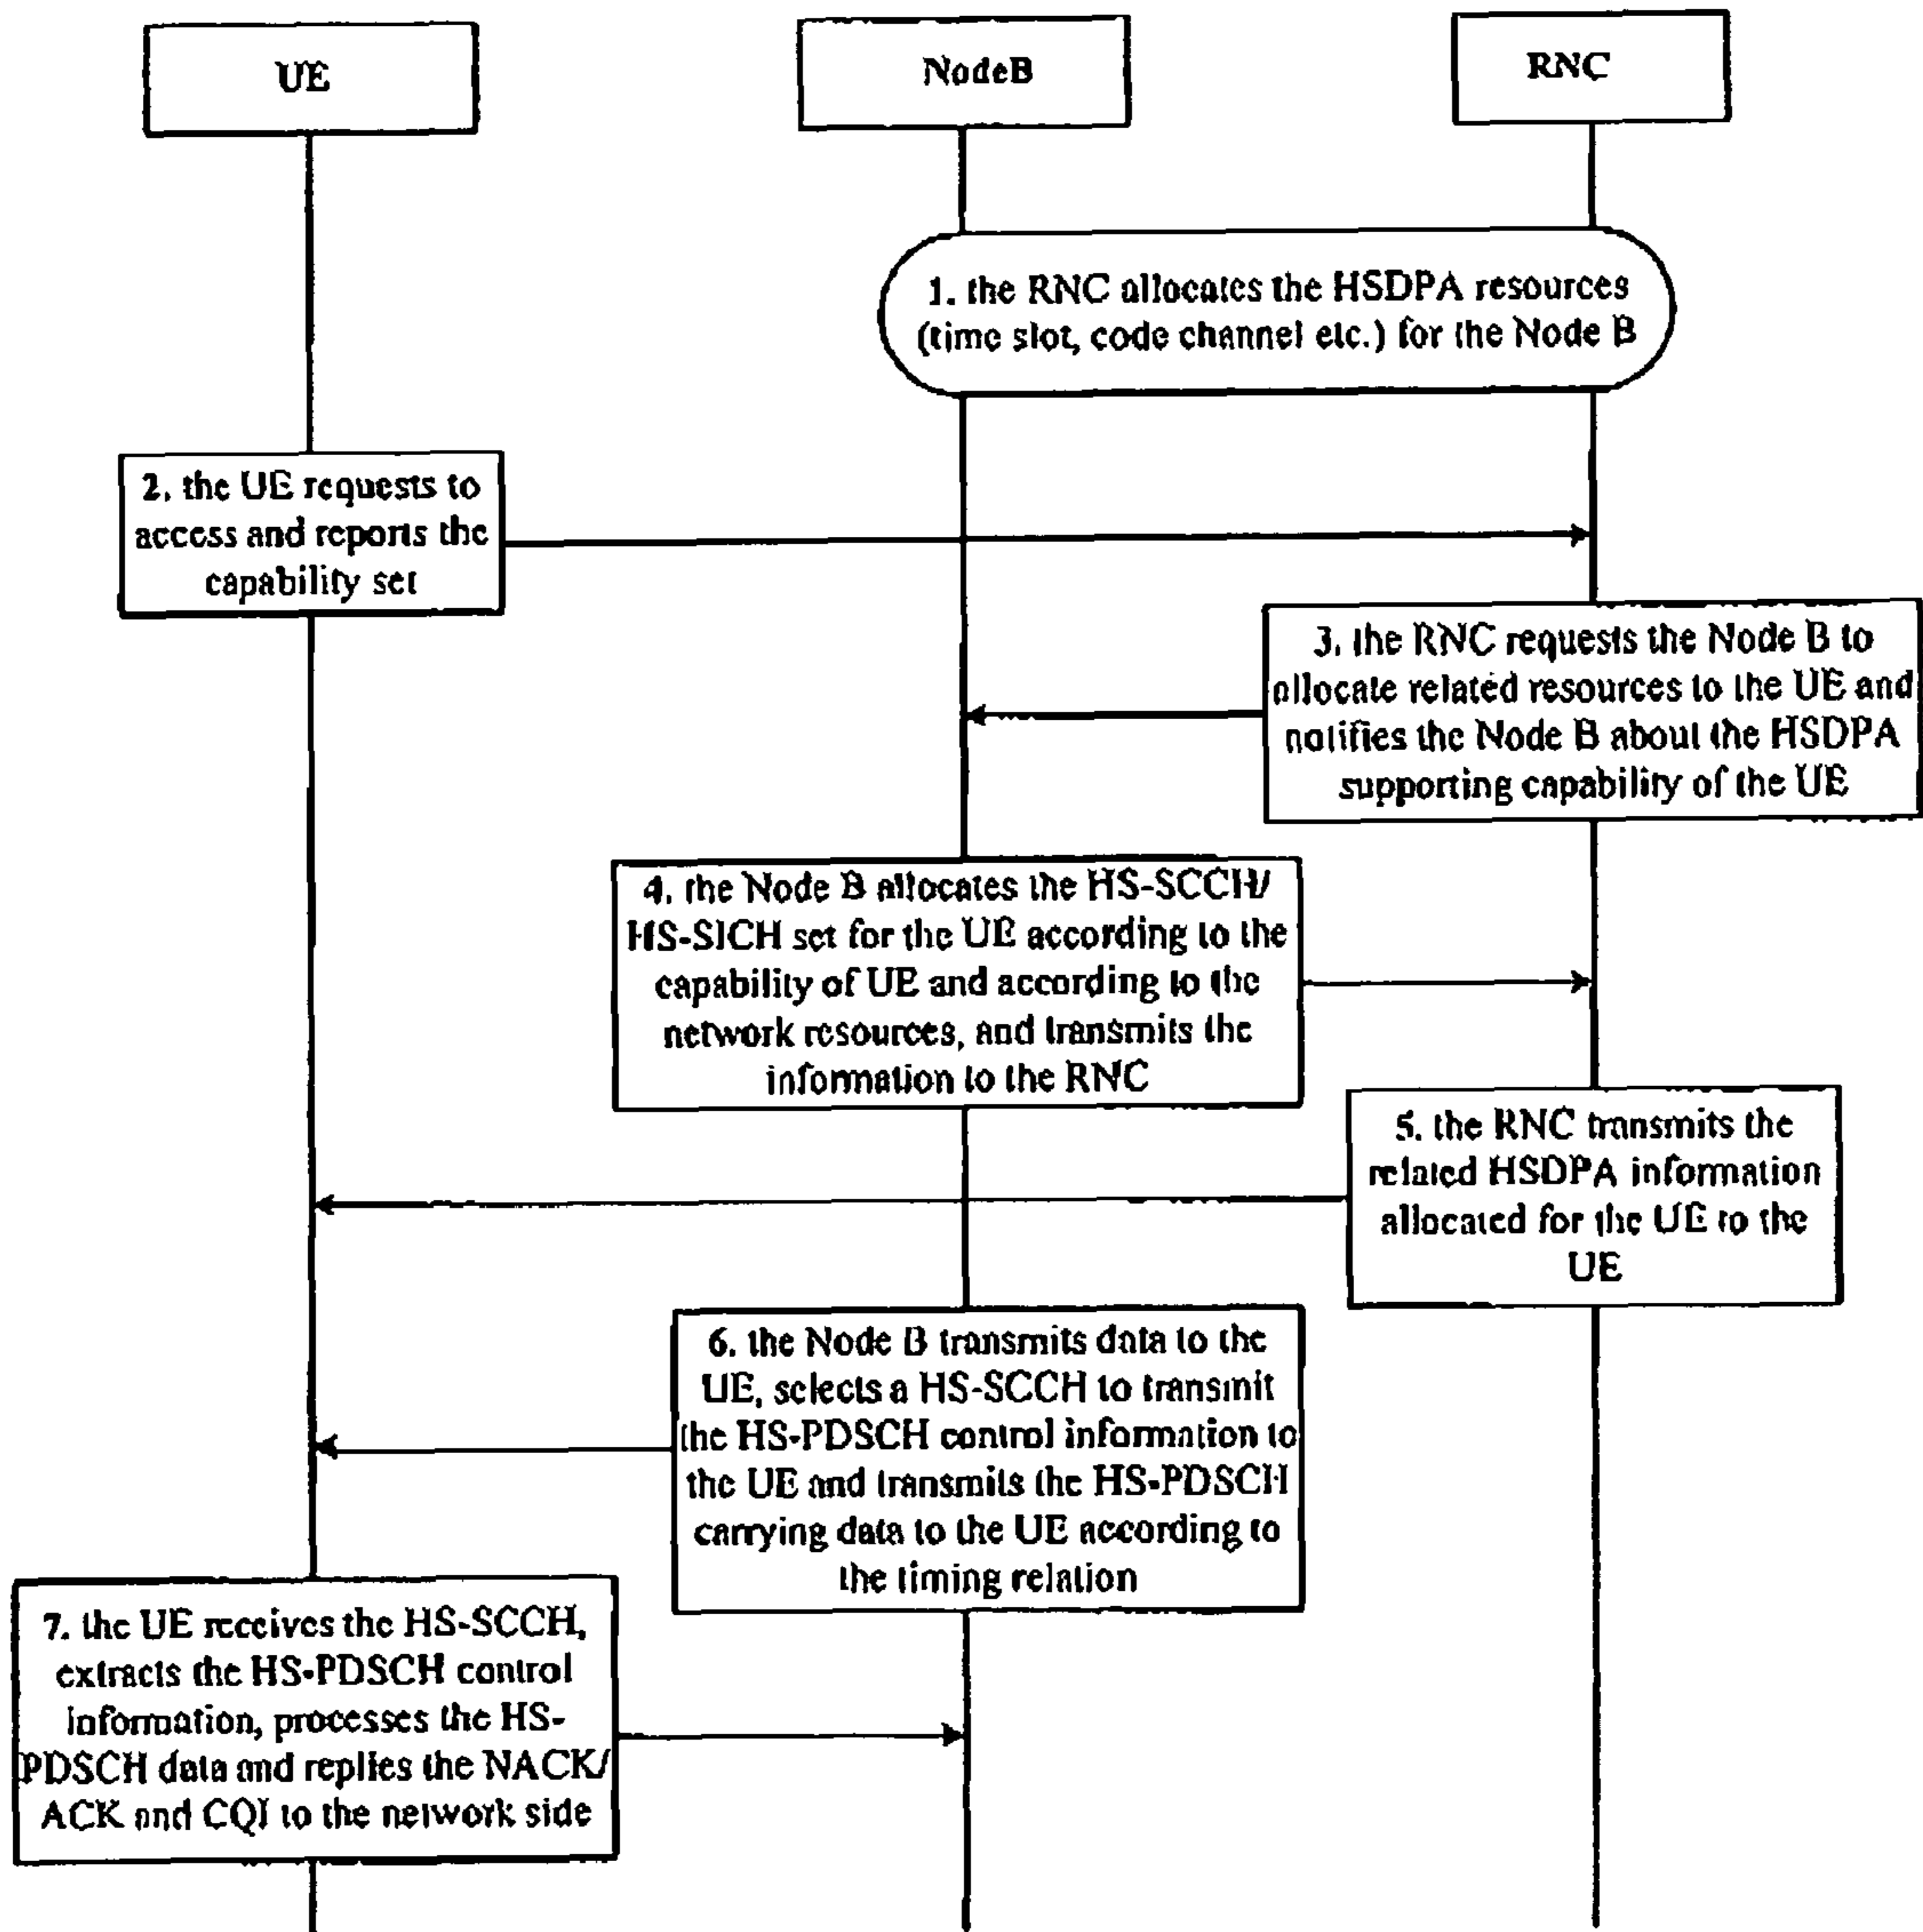 UE
NodeB
RNC
1. the RNC allocates the HSDPA resources
(time slot, code channel etc.) for the Node B
2. the UE requests to
access and reports the
capability set
3. the RNC requests the Node B to
allocate related resources to the UE and
notifies the Node B about the HSDPA
supporting capability of the UE
4. the Node B allocates the HS-SCCH/
HS-SICH set for the UE according to the
capability of UE and according to the
network resources, and transmits the
information to the RNC
5. the RNC transmits the
related HSDPA information
allocated for the UE to the
UE
6. the Node B transmits data to the
UE, selects a HS-SCCH to transmit
the HS-PDSCH control information to
the UE and transmits the HS-PDSCH
carrying data to the UE according to
the timing relation
7. the UE receives the HS-SCCH,
extracts the HS-PDSCH control
information, processes the HS-
PDSCH data and replies the NACK/
ACK and CQI to the network side